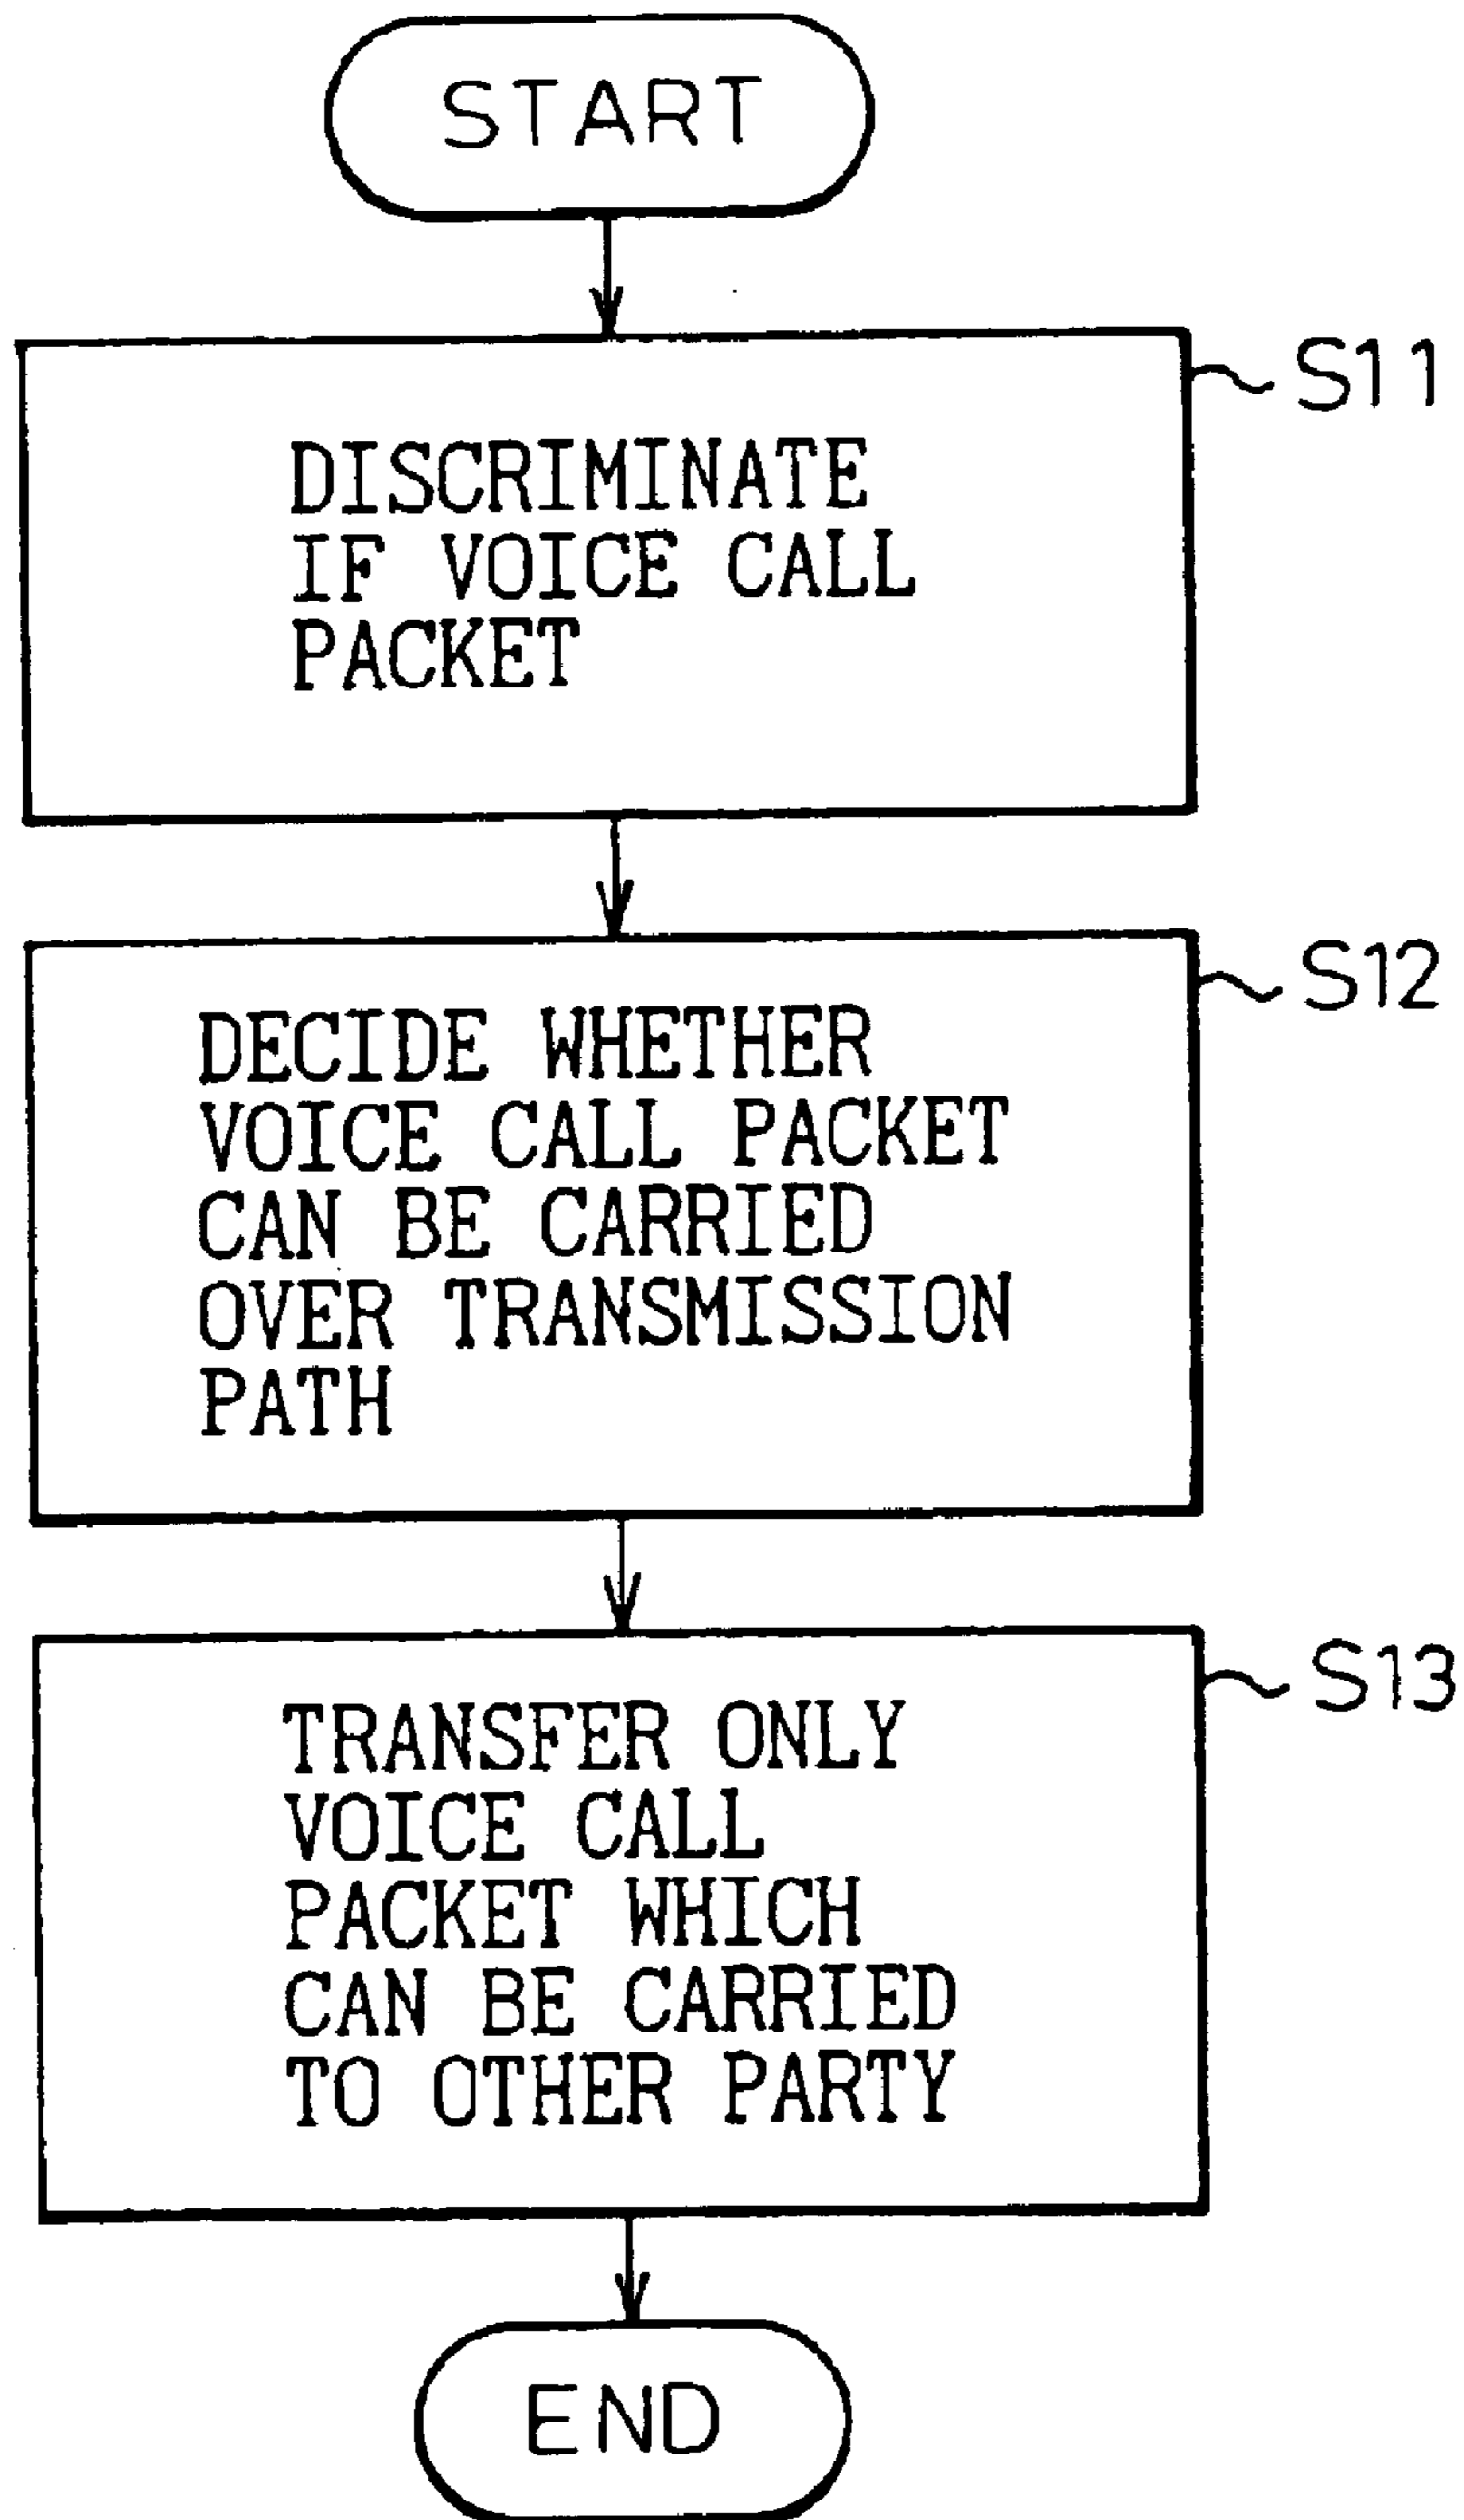 START
S11
DISCRIMINATE
IF VOICE CALL
PACKET
S12
DECIDE WHETHER
VOICE CALL PACKET
CAN BE CARRIED
OVER TRANSMISSION
PATH
S13
TRANSFER ONLY
VOICE CALL
PACKET WHICH
CAN BE CARRIED
TO OTHER PARTY
END